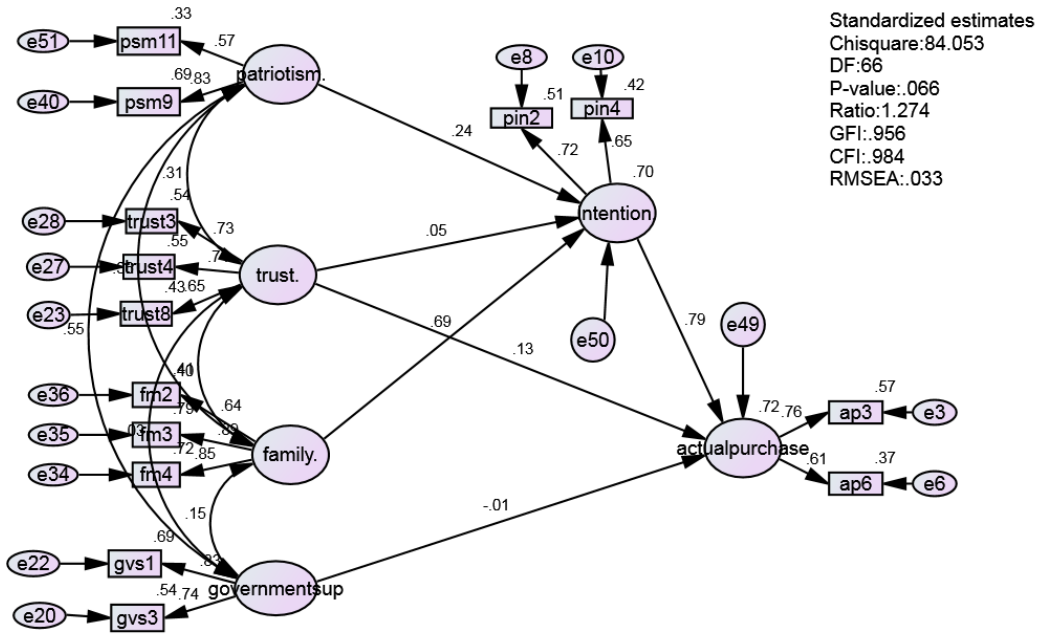 Standardized estimates
Chisquare:84.053
DF:66
P-value:.066
Ratio:1.274
GFI:.956
CFI:.984
RMSEA:.033
.33
e51 psm11 .57
patriotism.
.69 .83
e40 psm9
e8 e10
.51 .42
pin2 pin4
.24 .72 .65
.70
ntention
.31
.54
e28 trust3 .73
.55
e27 trust4
trust.
.05
.43 .65
e23 trust8
.55
e50
.69
.13
.79
e49
.40
e36 fm2 .64
.79
e35 fm3
.72 .85
e34 fm4
family.
.72 .76 .57
ap3 e3
actualpurchase
.61 .37
ap6 e6
.15
-.01
.69 .83
e22 gvs1
governmentsup
.54 .74
e20 gvs3